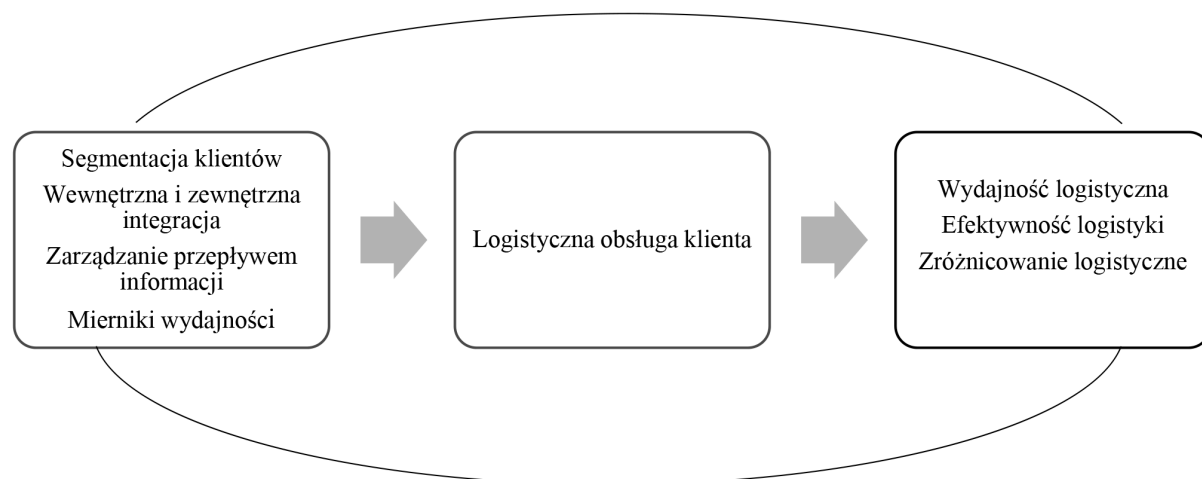 Segmentacja klientów
Wewnętrzna i zewnętrzna
integracja
Zarządzanie przepływem
informacji
Mierniki wydajności
Logistyczna obsługa klienta
Wydajność logistyczna
Efektywność logistyki
Zróżnicowanie logistyczne